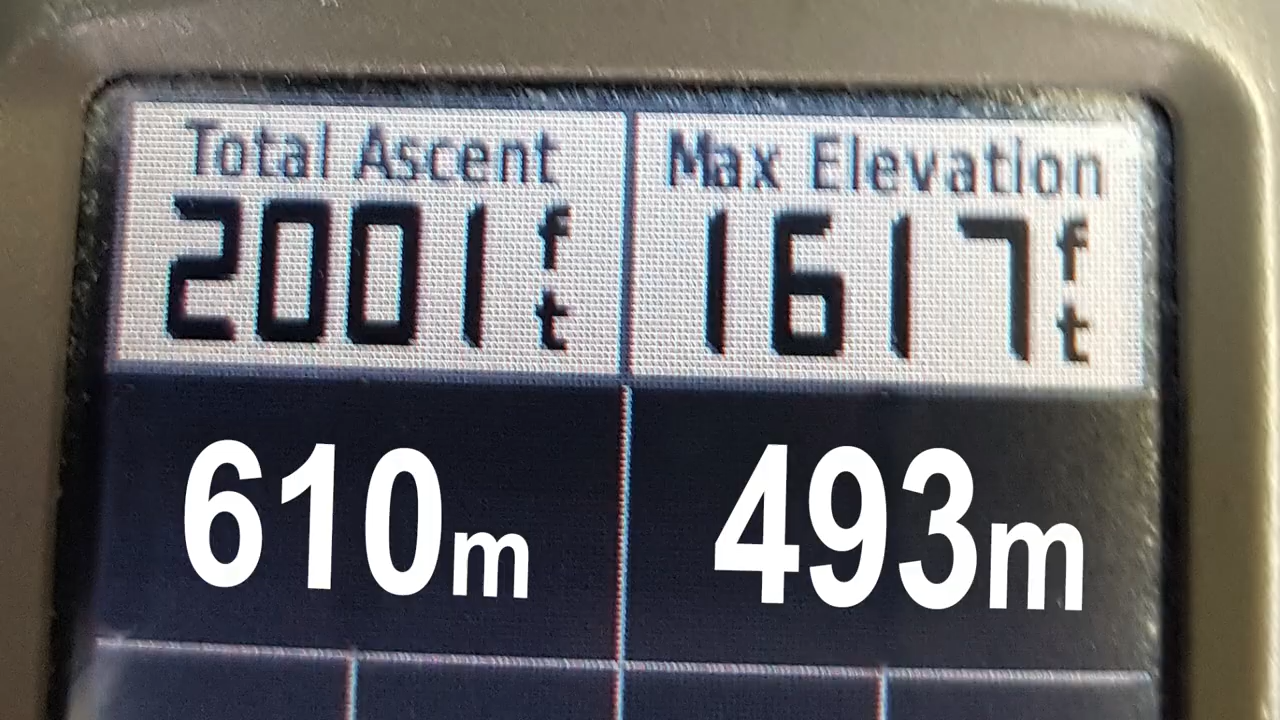 Total Ascent
2001 ft
Max Elevation
1617 ft
610m
493m